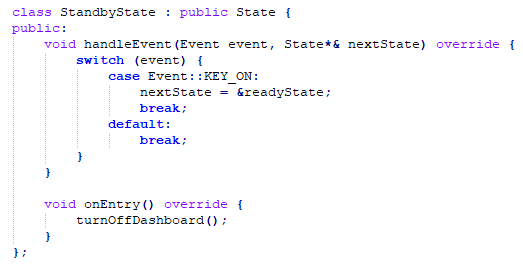 class StandbyState : public State {
public:
    void handleEvent(Event event, State*& nextState) override {
        switch (event) {
            case Event::KEY_ON:
                nextState = &readyState;
                break;
            default:
                break;
        }
    }

    void onEntry() override {
        turnOffDashboard();
    }
};